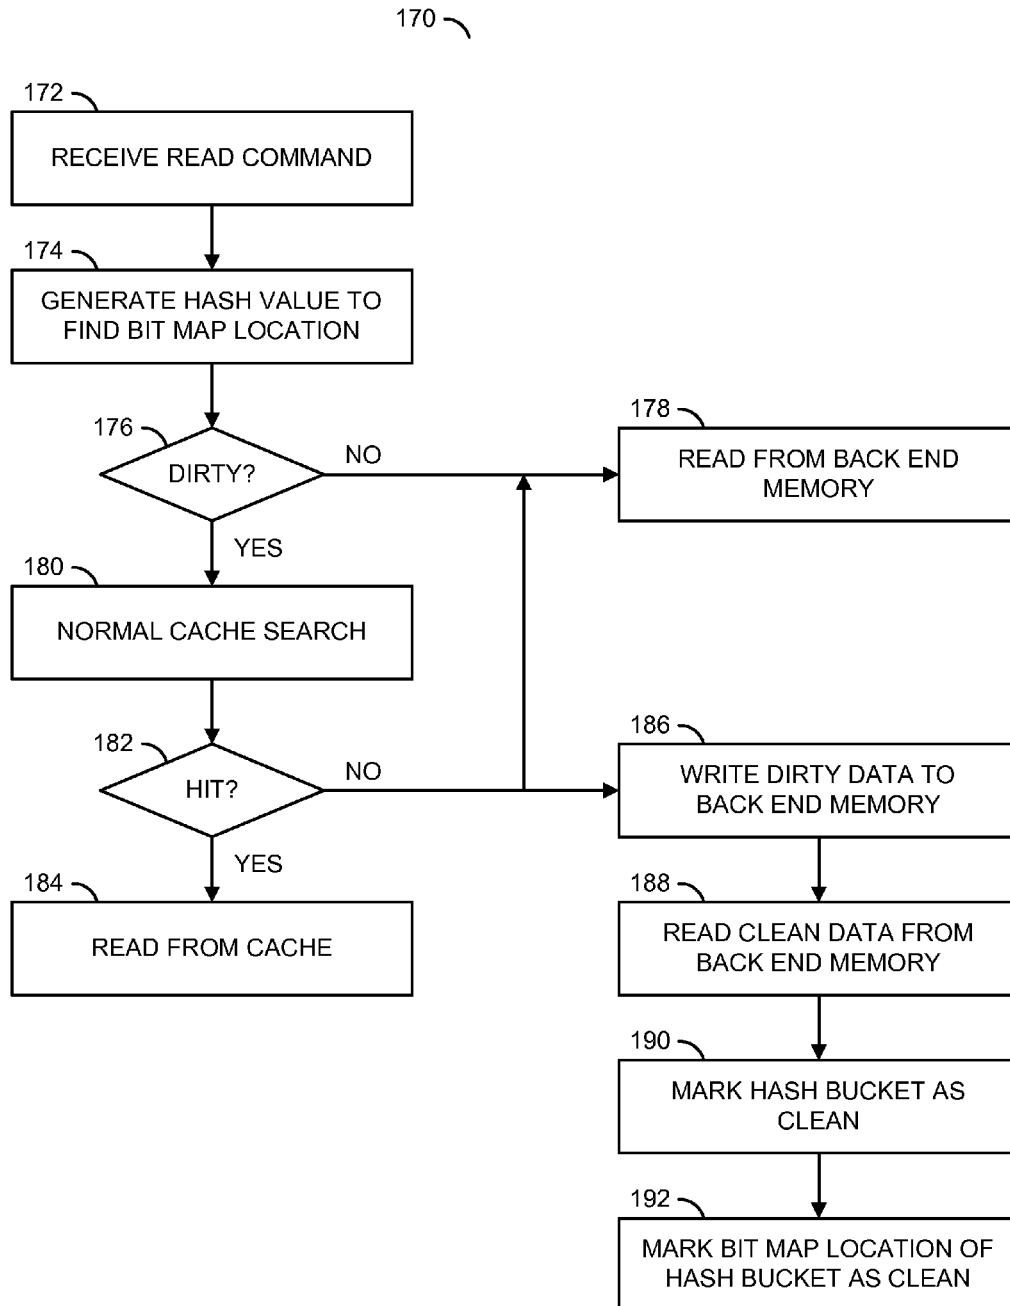 170
172
RECEIVE READ COMMAND
174
GENERATE HASH VALUE TO
FIND BIT MAP LOCATION
176
DIRTY?
NO
YES
178
READ FROM BACK END
MEMORY
180
NORMAL CACHE SEARCH
182
HIT?
NO
YES
184
READ FROM CACHE
186
WRITE DIRTY DATA TO
BACK END MEMORY
188
READ CLEAN DATA FROM
BACK END MEMORY
190
MARK HASH BUCKET AS
CLEAN
192
MARK BIT MAP LOCATION OF
HASH BUCKET AS CLEAN